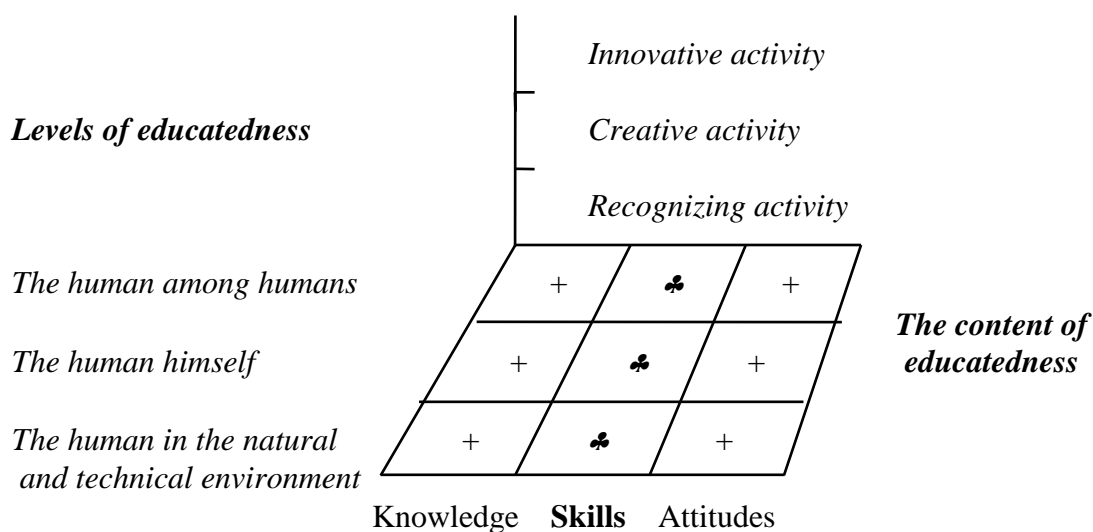 Innovative activity
Levels of educatedness
Creative activity
Recognizing activity
The human among humans
+ ♣ +
The content of
educatedness
The human himself
+ ♣ +
The human in the natural
and technical environment
+ ♣ +
Knowledge Skills Attitudes